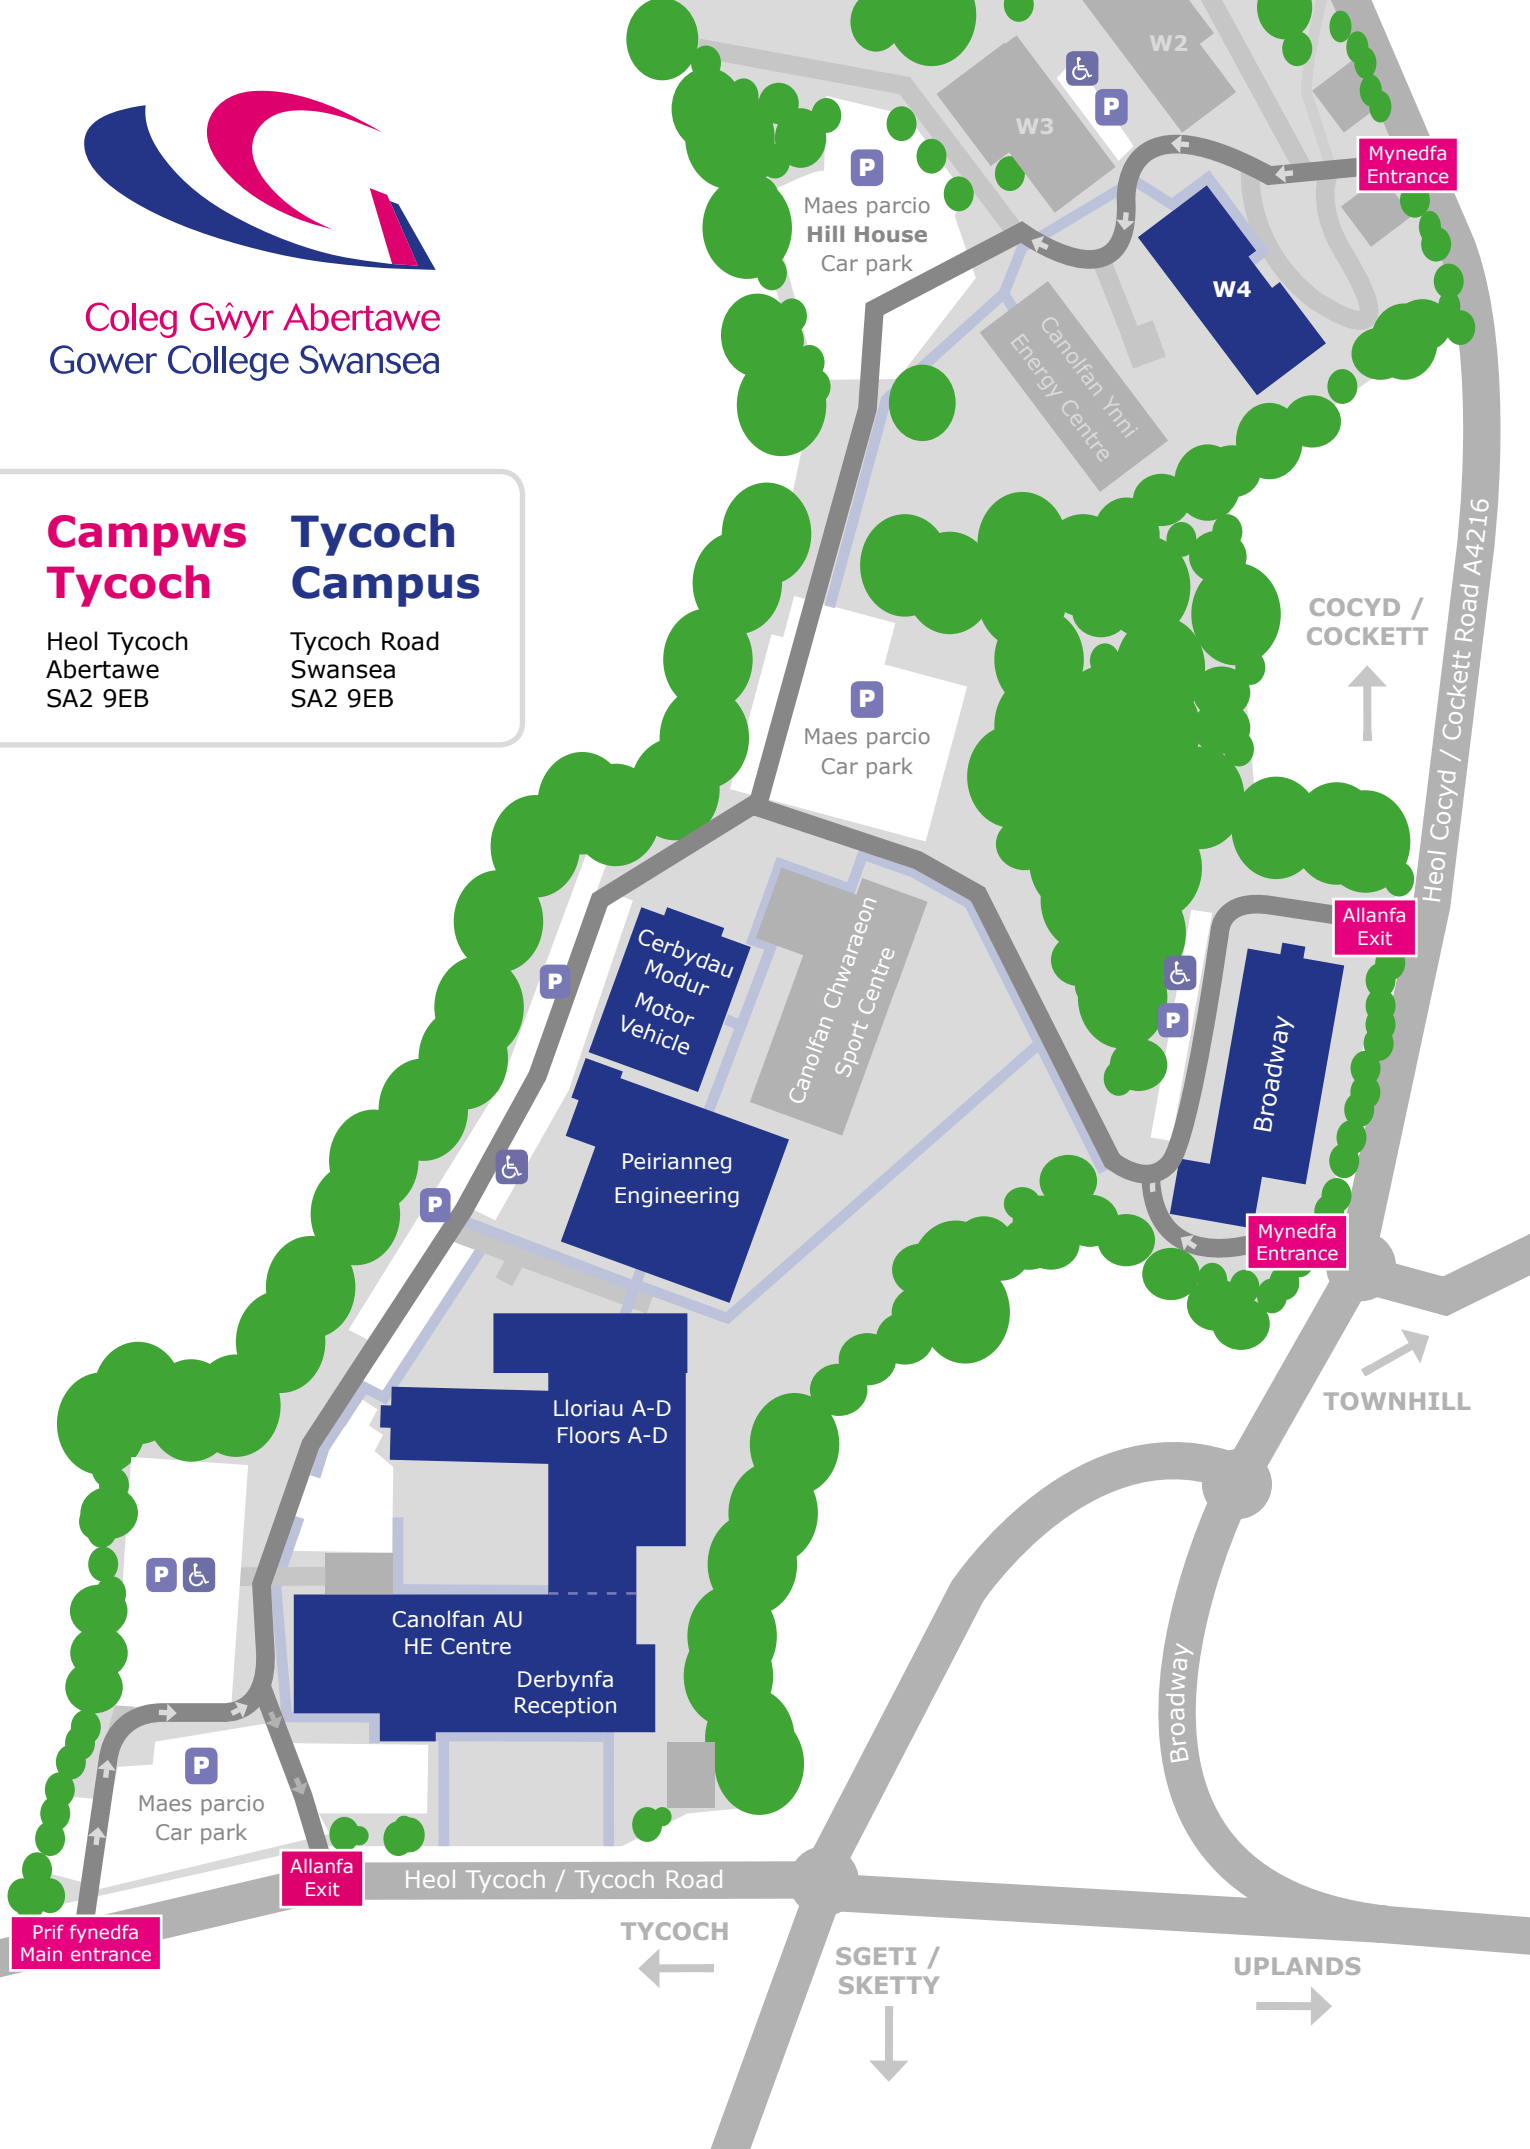 Coleg Gŵyr Abertawe
Gower College Swansea
Campws
Tycoch
Heol Tycoch
Abertawe
SA2 9EB
Tycoch
Campus
Tycoch Road
Swansea
SA2 9EB
W2
P
W3
Mynedfa
Entrance
P
Maes parcio
Hill House
Car park
W4
Canolfan Ynni
Energy Centre
Heol Cocyd / Cockett Road A4216
COCYD /
COCKETT
P
Maes parcio
Car park
Allanfa
Exit
Cerbydau
Modur
Motor
Vehicle
Canolfan Chwaraeon
Sport Centre
P
P
Broadway
Peirianneg
Engineering
P
Mynedfa
Entrance
TOWNHILL
Lloriau A-D
Floors A-D
P
Canolfan AU
HE Centre
Derbynfa
Reception
Broadway
P
Maes parcio
Car park
Allanfa
Exit
Heol Tycoch / Tycoch Road
Prif fynedfa
Main entrance
TYCOCH
SGETI /
SKETTY
UPLANDS